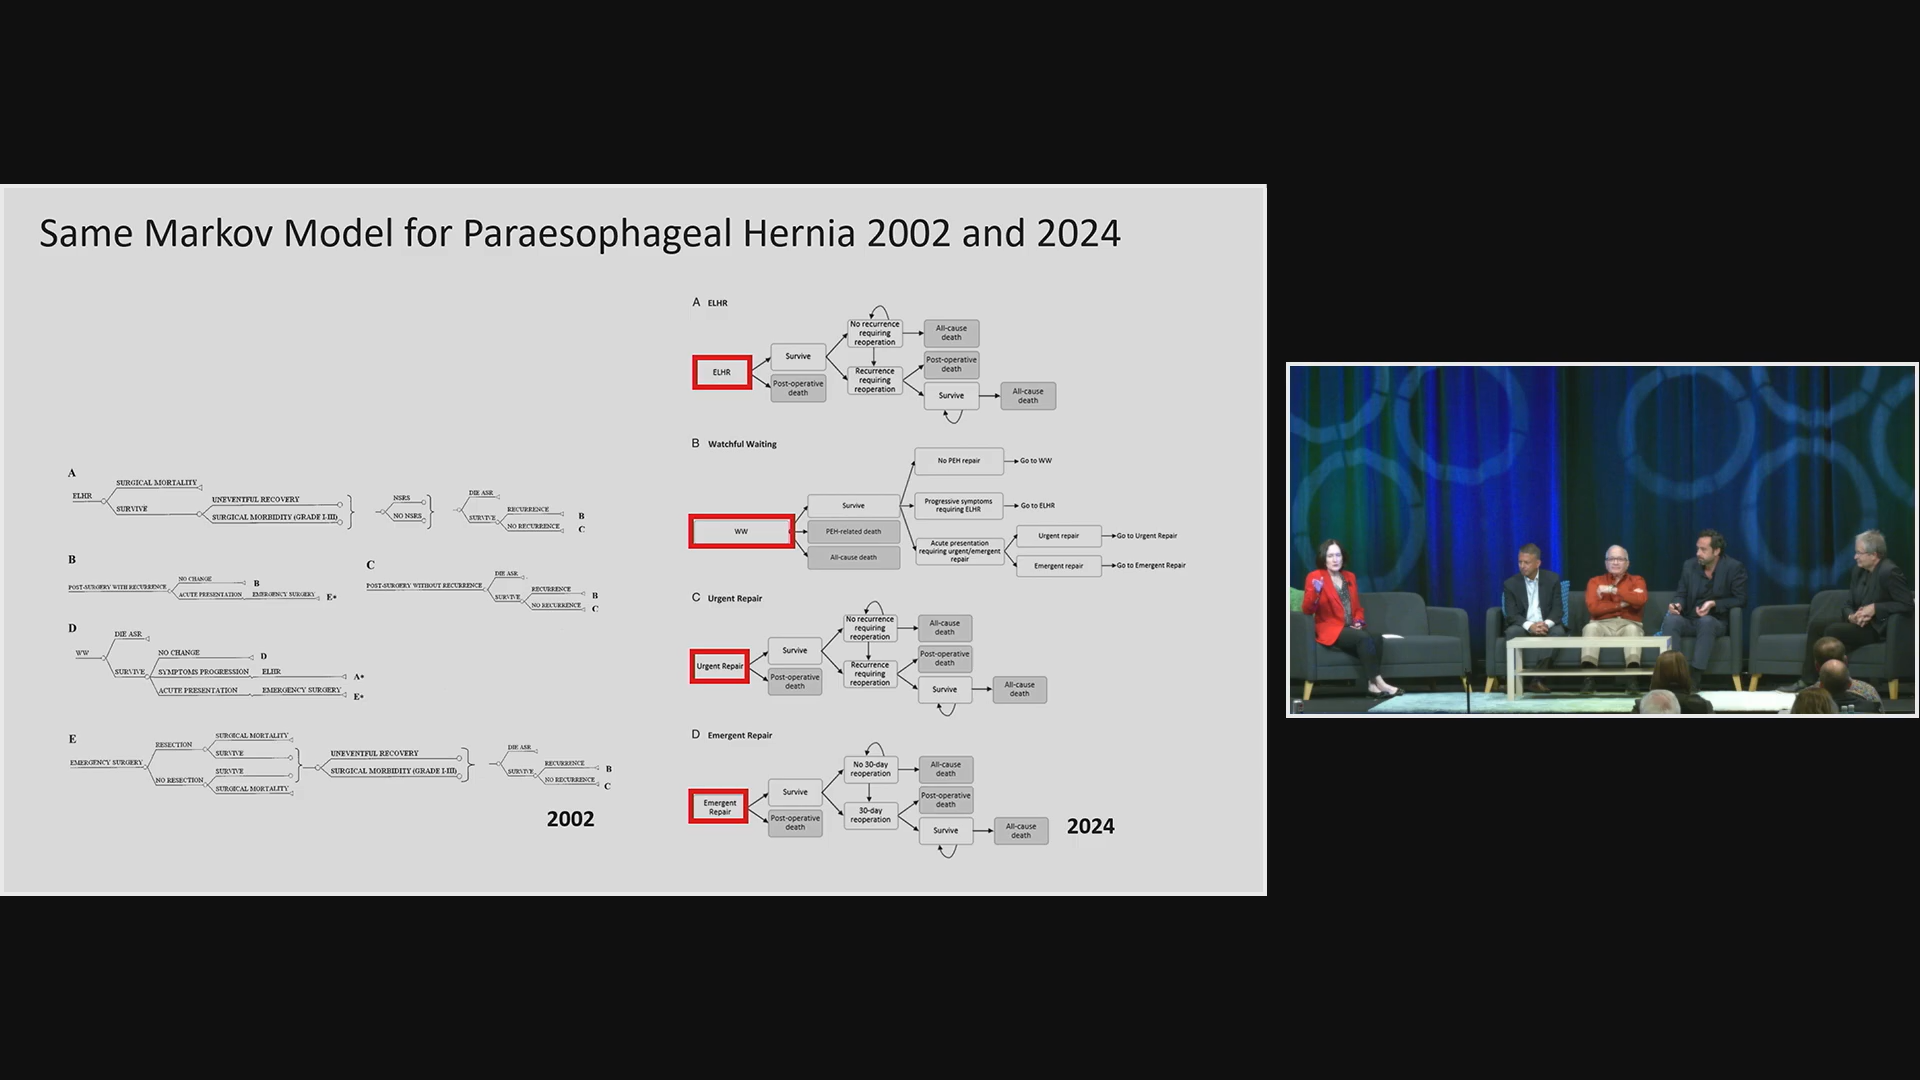 Same Markov Model for Paraesophageal Hernia 2002 and 2024
A
ELHR
SURGICAL MORTALITY
SURVIVE
UNEVENTFUL RECOVERY
SURGICAL MORBIDITY (GRADE I-III)
NSRS
NO NSRS
DIE ASR
SURVIVE
RECURRENCE
B
NO RECURRENCE
C
B
POST-SURGERY WITH RECURRENCE
NO CHANGE
B
ACUTE PRESENTATION
EMERGENCY SURGERY
E*
C
POST-SURGERY WITHOUT RECURRENCE
DIE ASR
SURVIVE
RECURRENCE
B
NO RECURRENCE
C
D
WW
DIE ASR
SURVIVE
NO CHANGE
D
SYMPTOMS PROGRESSION
ELHR
A*
ACUTE PRESENTATION
EMERGENCY SURGERY
E*
E
EMERGENCY SURGERY
RESECTION
SURGICAL MORTALITY
SURVIVE
NO RESECTION
SURVIVE
SURGICAL MORTALITY
UNEVENTFUL RECOVERY
SURGICAL MORBIDITY (GRADE I-III)
DIE ASR
SURVIVE
RECURRENCE
B
NO RECURRENCE
C
2002
A ELHR
ELHR
Survive
Post-operative
death
No recurrence
requiring
reoperation
Recurrence
requiring
reoperation
All-cause
death
Post-operative
death
Survive
All-cause
death
B Watchful Waiting
WW
Survive
PEH-related death
All-cause death
No PEH repair
Go to WW
Progressive symptoms
requiring ELHR
Go to ELHR
Acute presentation
requiring urgent/emergent
repair
Urgent repair
Go to Urgent Repair
Emergent repair
Go to Emergent Repair
C Urgent Repair
Urgent Repair
Survive
Post-operative
death
No recurrence
requiring
reoperation
Recurrence
requiring
reoperation
All-cause
death
Post-operative
death
Survive
All-cause
death
D Emergent Repair
Emergent
Repair
Survive
Post-operative
death
No 30-day
reoperation
30-day
reoperation
All-cause
death
Post-operative
death
Survive
All-cause
death
2024